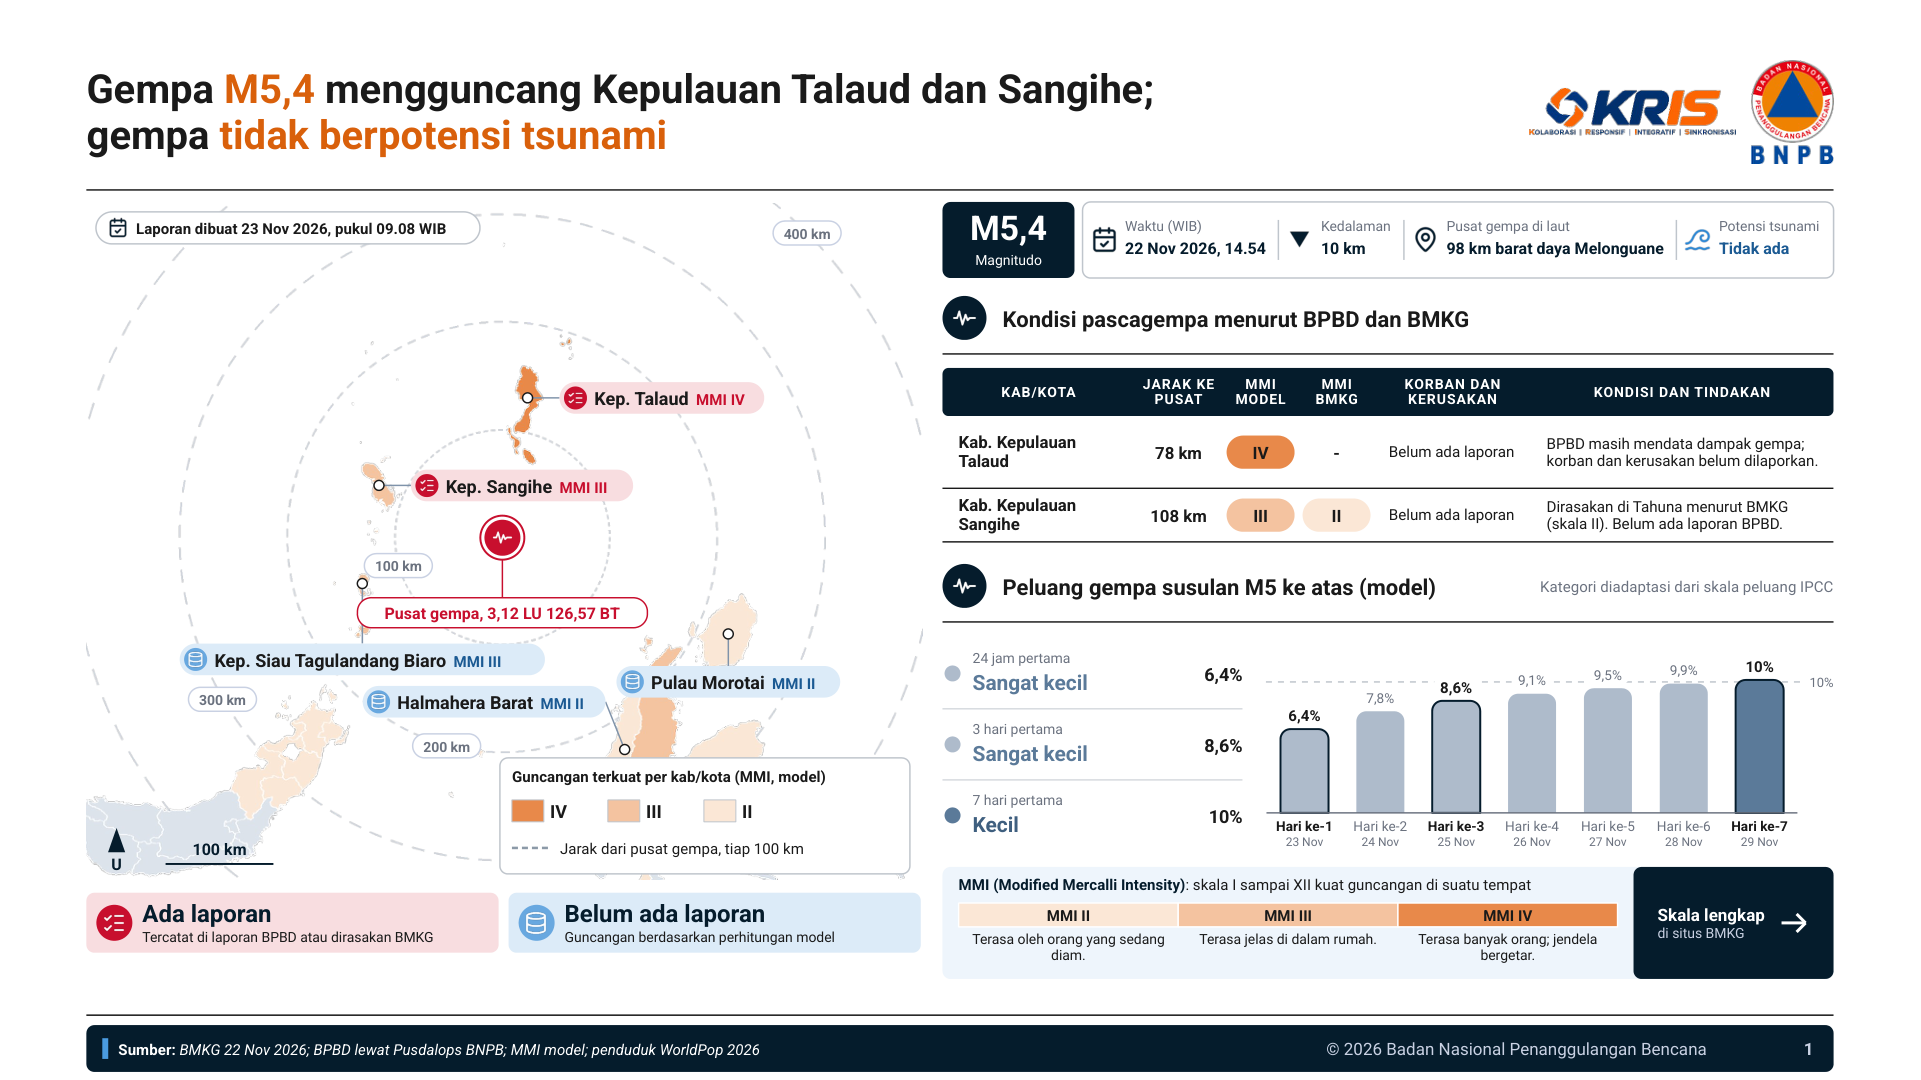 Gempa M5,4 mengguncang Kepulauan Talaud dan Sangihe;
gempa tidak berpotensi tsunami
KRIS
KOLABORASI | RESPONSIF | INTEGRATIF | SINKRONISASI
BADAN NASIONAL
PENANGGULANGAN BENCANA
BNPB
Laporan dibuat 23 Nov 2026, pukul 09.08 WIB
400 km
Kep. Talaud MMI IV
Kep. Sangihe MMI III
100 km
Pusat gempa, 3,12 LU 126,57 BT
Kep. Siau Tagulandang Biaro MMI III
Pulau Morotai MMI II
300 km
Halmahera Barat MMI II
200 km
Guncangan terkuat per kab/kota (MMI, model)
IV
III
II
Jarak dari pusat gempa, tiap 100 km
U
100 km
Ada laporan
Tercatat di laporan BPBD atau dirasakan BMKG
Belum ada laporan
Guncangan berdasarkan perhitungan model
M5,4
Magnitudo
Waktu (WIB)
22 Nov 2026, 14.54
Kedalaman
10 km
Pusat gempa di laut
98 km barat daya Melonguane
Potensi tsunami
Tidak ada
Kondisi pascagempa menurut BPBD dan BMKG
KAB/KOTA
JARAK KE
PUSAT
MMI
MODEL
MMI
BMKG
KORBAN DAN
KERUSAKAN
KONDISI DAN TINDAKAN
Kab. Kepulauan
Talaud
78 km
IV
-
Belum ada laporan
BPBD masih mendata dampak gempa;
korban dan kerusakan belum dilaporkan.
Kab. Kepulauan
Sangihe
108 km
III
II
Belum ada laporan
Dirasakan di Tahuna menurut BMKG
(skala II). Belum ada laporan BPBD.
Peluang gempa susulan M5 ke atas (model)
Kategori diadaptasi dari skala peluang IPCC
24 jam pertama
Sangat kecil
6,4%
3 hari pertama
Sangat kecil
8,6%
7 hari pertama
Kecil
10%
6,4%
7,8%
8,6%
9,1%
9,5%
9,9%
10%
10%
Hari ke-1
23 Nov
Hari ke-2
24 Nov
Hari ke-3
25 Nov
Hari ke-4
26 Nov
Hari ke-5
27 Nov
Hari ke-6
28 Nov
Hari ke-7
29 Nov
MMI (Modified Mercalli Intensity): skala I sampai XII kuat guncangan di suatu tempat
MMI II
MMI III
MMI IV
Terasa oleh orang yang sedang
diam.
Terasa jelas di dalam rumah.
Terasa banyak orang; jendela
bergetar.
Skala lengkap
di situs BMKG
Sumber: BMKG 22 Nov 2026; BPBD lewat Pusdalops BNPB; MMI model; penduduk WorldPop 2026
© 2026 Badan Nasional Penanggulangan Bencana
1